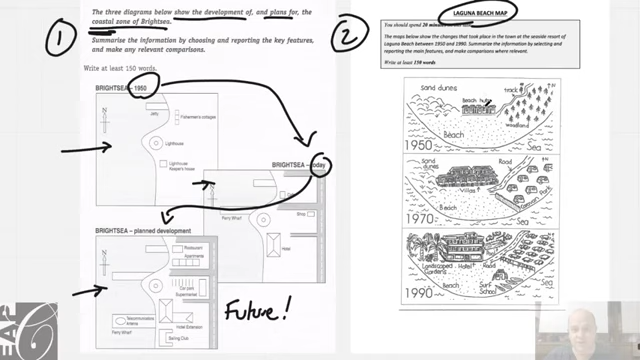 1
The three diagrams below show the development of, and plans for, the
coastal zone of Brightsea.
Summarise the information by choosing and reporting the key features,
and make any relevant comparisons.
Write at least 150 words.
BRIGHTSEA – 1950
Jetty
Fishermen's cottages
Lighthouse
Lighthouse
Keeper's House
BRIGHTSEA – today
Ferry Wharf
Shop
Hotel
BRIGHTSEA – planned development
Restaurant
Apartments
Car park
Supermarket
Telecommunications
Antenna
Ferry Wharf
Hotel Extension
Sailing Club
Future!
2
LAGUNA BEACH MAP
You should spend 20 minutes
The maps below show the changes that took place in the town at the seaside resort of
Laguna Beach between 1950 and 1990. Summarize the information by selecting and
reporting the main features, and make comparisons where relevant.
Write at least 150 words
sand dunes
Beach huts
track
N
woodland
Beach
Sea
1950
sand
dunes
Villas
Road
Beach
Sea
1970
Landscaped
Gardens
Hotel
Road
Beach
Surf
School
Sea
1990
EAP